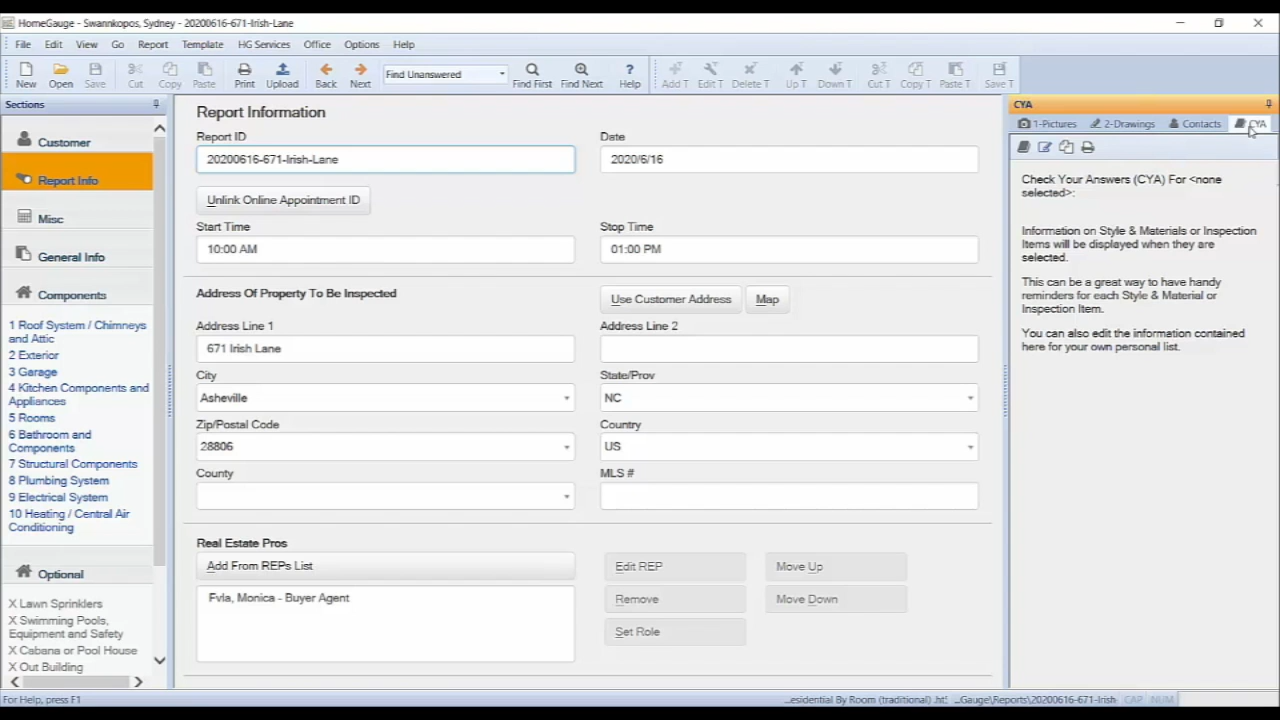 HomeGauge - Swannkopos, Sydney - 20200616-671-Irish-Lane
File Edit View Go Report Template HG Services Office Options Help
New Open Save Cut Copy Paste Print Upload Back Next Find Unanswered Find First Find Next Help Add T Edit T Delete T Up T Down T Cut T Copy T Paste T Save T
Sections
Customer
Report Info
Misc
General Info
Components
1 Roof System / Chimneys
and Attic
2 Exterior
3 Garage
4 Kitchen Components and
Appliances
5 Rooms
6 Bathroom and
Components
7 Structural Components
8 Plumbing System
9 Electrical System
10 Heating / Central Air
Conditioning
Optional
X Lawn Sprinklers
X Swimming Pools,
Equipment and Safety
X Cabana or Pool House
X Out Building
Report Information
Report ID Date
20200616-671-Irish-Lane 2020/6/16
Unlink Online Appointment ID
Start Time Stop Time
10:00 AM 01:00 PM
Address Of Property To Be Inspected Use Customer Address Map
Address Line 1 Address Line 2
671 Irish Lane
City State/Prov
Asheville NC
Zip/Postal Code Country
28806 US
County MLS #
Real Estate Pros
Add From REPs List Edit REP Move Up
Fvla, Monica - Buyer Agent Remove Move Down
Set Role
CYA
1-Pictures 2-Drawings Contacts CYA
Check Your Answers (CYA) For <none
selected>:
Information on Style & Materials or Inspection
Items will be displayed when they are
selected.
This can be a great way to have handy
reminders for each Style & Material or
Inspection Item.
You can also edit the information contained
here for your own personal list.
For Help, press F1 ...esidential By Room (traditional) .ht ...Gauge\Reports\20200616-671-Irish CAP NUM